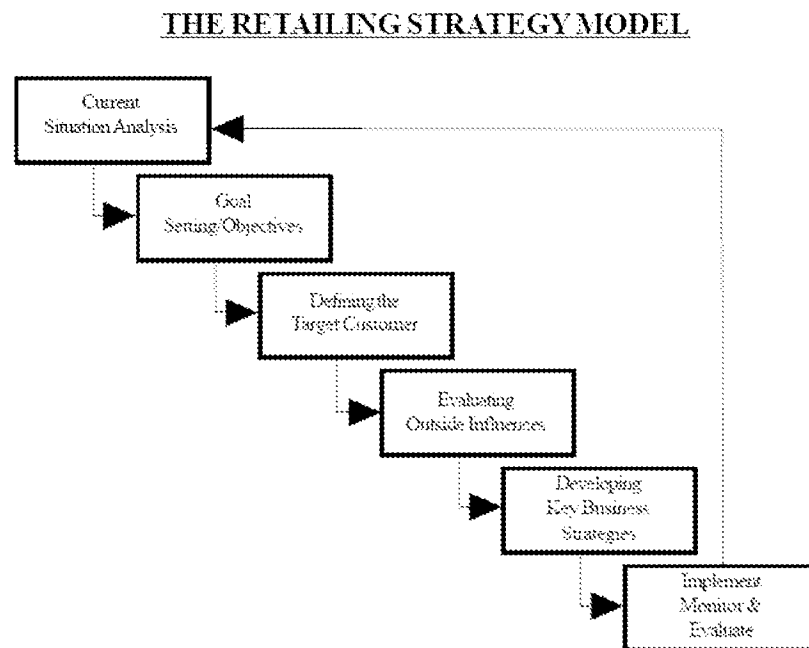 THE RETAILING STRATEGY MODEL
Current
Situation Analysis
Goal
Setting/Objectives
Defining the
Target Customer
Evaluating
Outside Influences
Developing
Key Business
Strategies
Implement
Monitor &
Evaluate